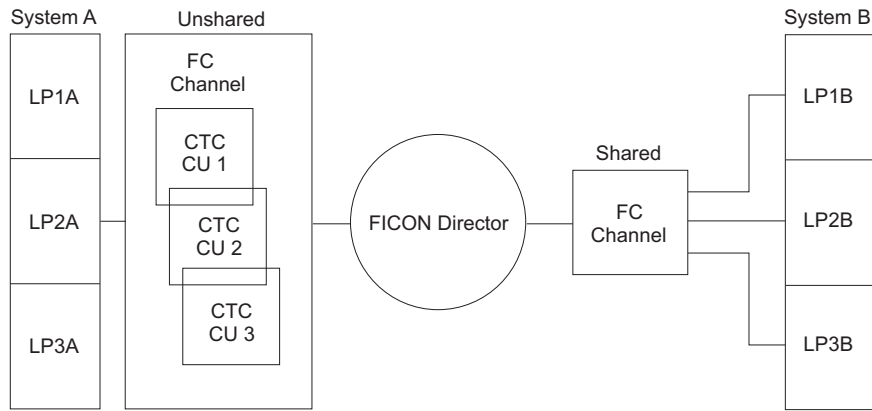 System A
Unshared
System B
LP1A
LP2A
LP3A
FC
Channel
CTC
CU 1
CTC
CU 2
CTC
CU 3
FICON Director
Shared
FC
Channel
LP1B
LP2B
LP3B